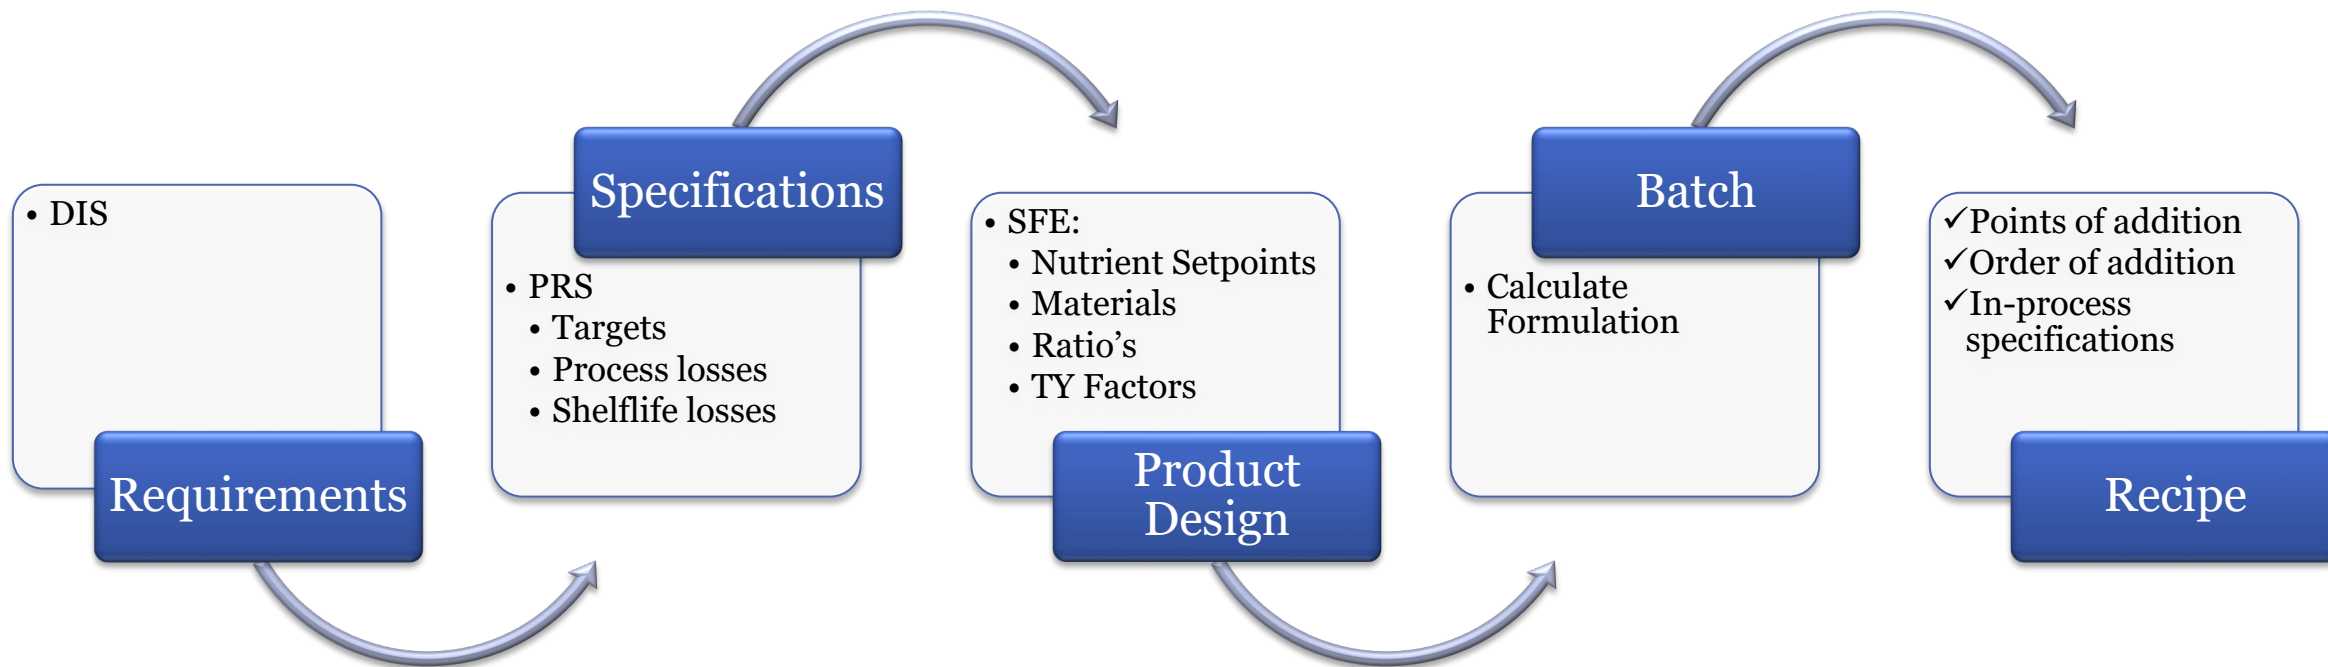 • DIS
Requirements
Specifications
• PRS
• Targets
• Process losses
• Shelflife losses
• SFE:
• Nutrient Setpoints
• Materials
• Ratio’s
• TY Factors
Product
Design
Batch
• Calculate
Formulation
✓Points of addition
✓Order of addition
✓In-process
specifications
Recipe